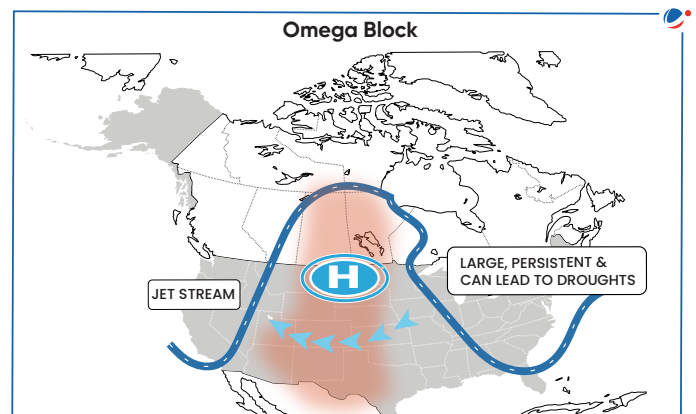 Omega Block
H
JET STREAM
LARGE, PERSISTENT &
CAN LEAD TO DROUGHTS